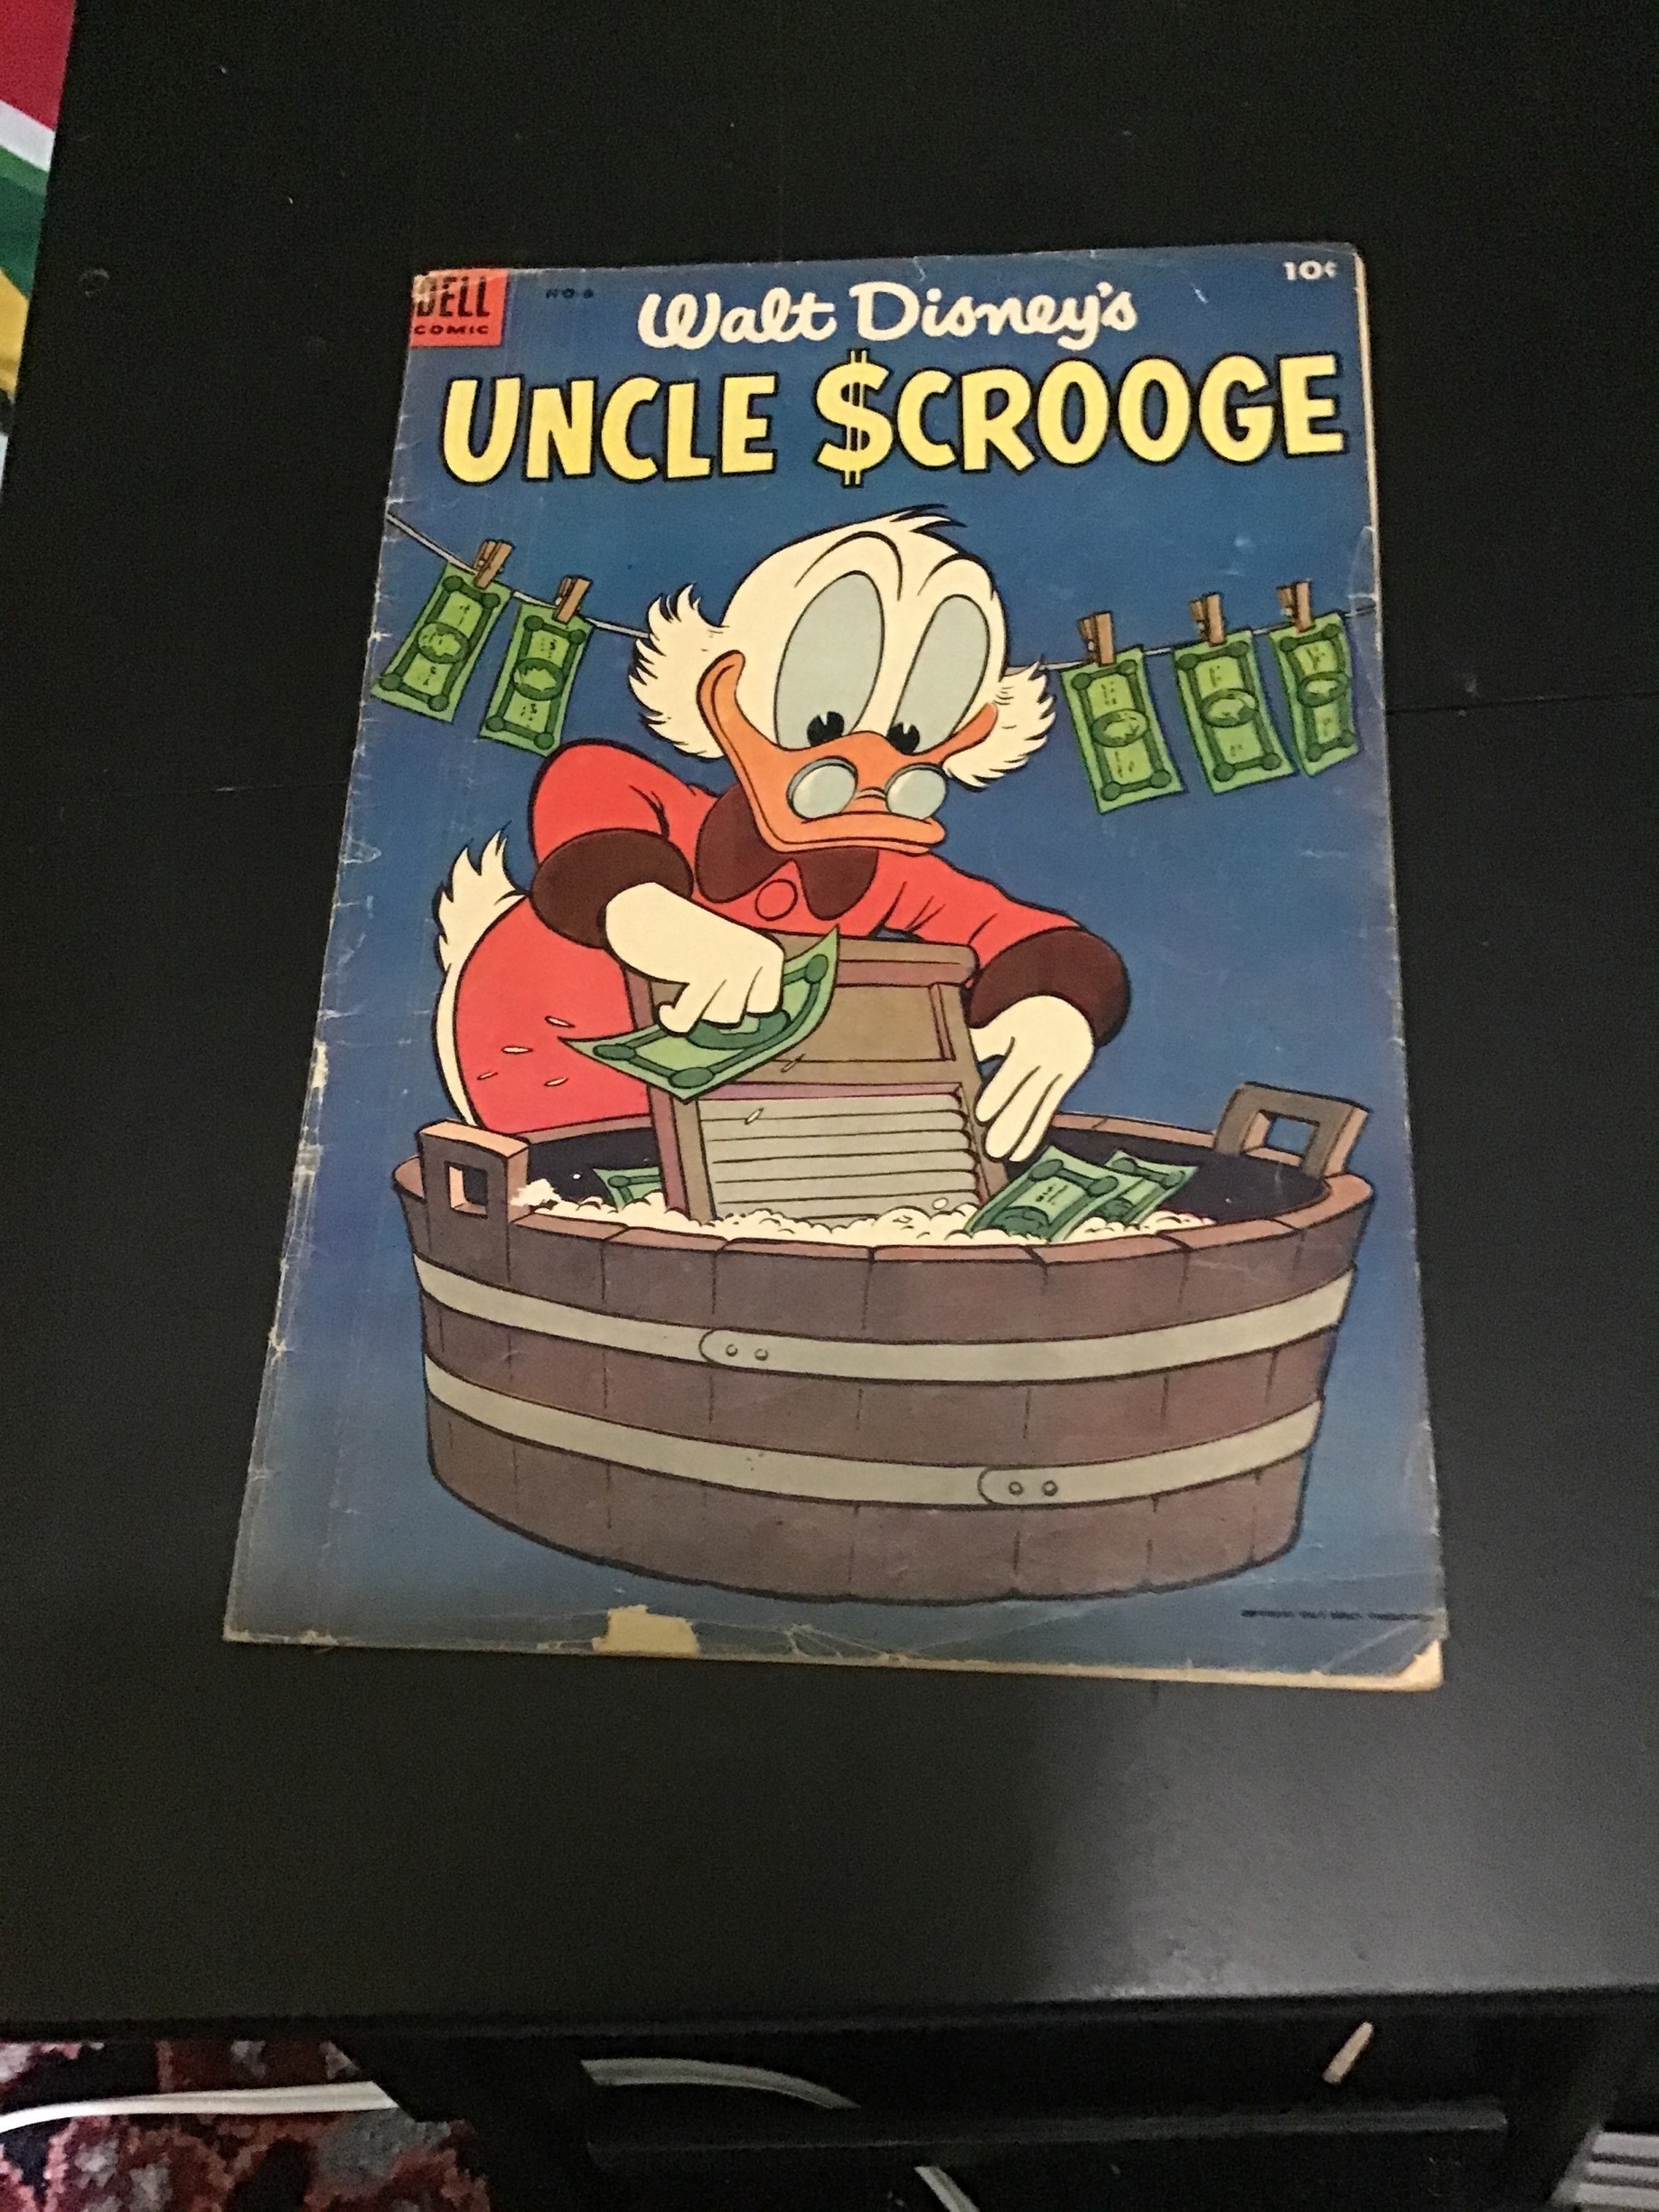 DELL
COMIC
NO. 6
10¢
Walt Disney's
UNCLE $CROOGE